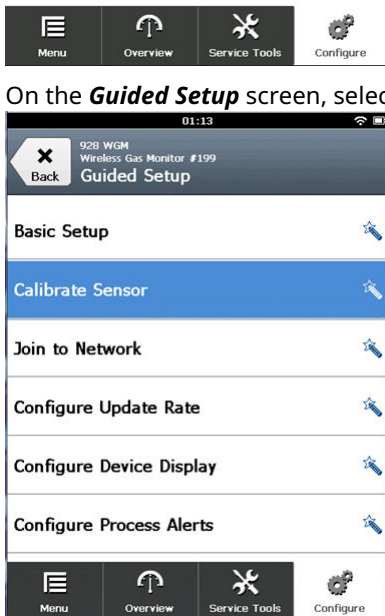 Menu Overview Service Tools Configure
On the Guided Setup screen, selec
01:13
928 WGM
Wireless Gas Monitor #199
Back Guided Setup
Basic Setup
Calibrate Sensor
Join to Network
Configure Update Rate
Configure Device Display
Configure Process Alerts
Menu Overview Service Tools Configure